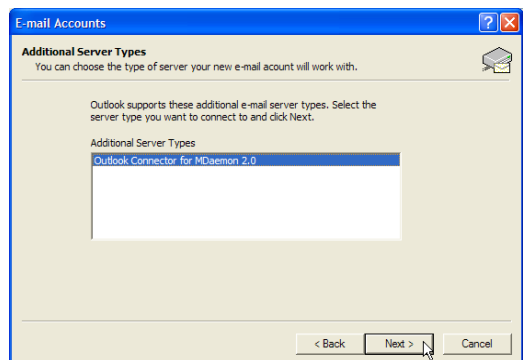 E-mail Accounts
Additional Server Types
You can choose the type of server your new e-mail acount will work with.
Outlook supports these additional e-mail server types. Select the
server type you want to connect to and click Next.
Additional Server Types
Outlook Connector for MDaemon 2.0
< Back Next > Cancel